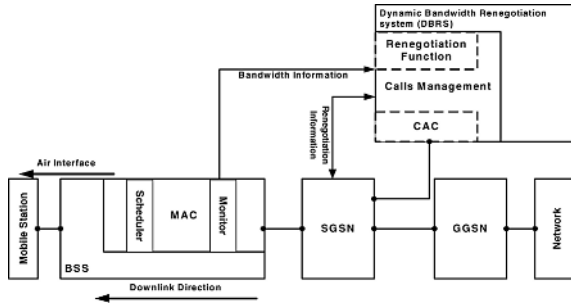 Dynamic Bandwidth Renegotiation
system (DBRS)
Renegotiation
Function
Bandwidth Information
Calls Management
Renegotiation
Information
CAC
Air Interface
Mobile Station
BSS
Scheduler
MAC
Monitor
SGSN
GGSN
Network
Downlink Direction